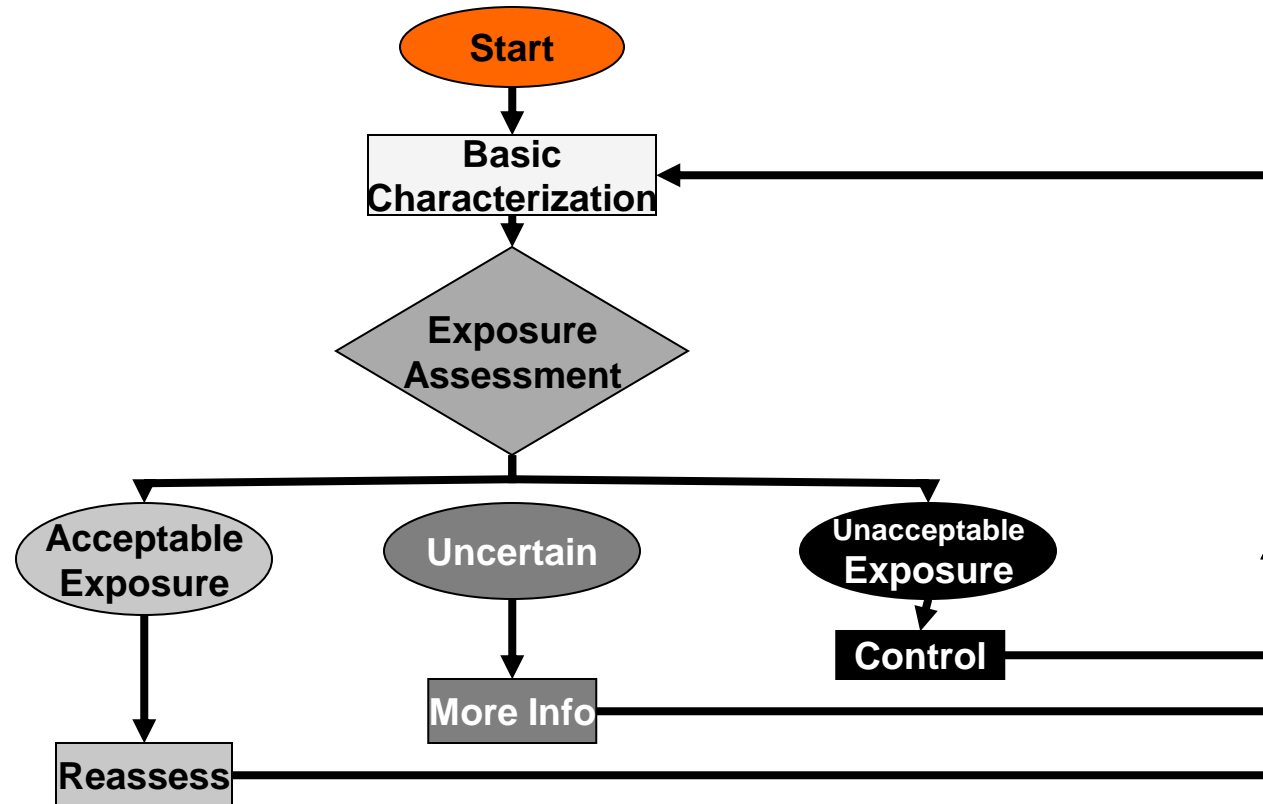 Start
Basic
Characterization
Exposure
Assessment
Acceptable
Exposure
Uncertain
Unacceptable
Exposure
Control
More Info
Reassess